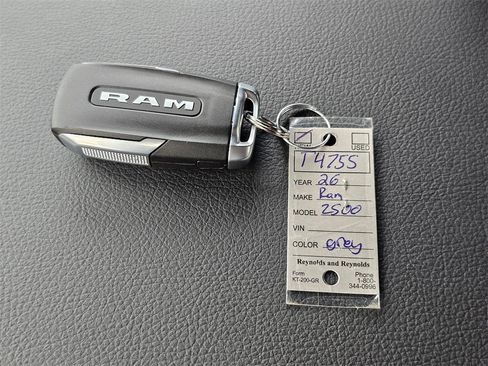 RAM
USED
T4755
YEAR 26
MAKE Ram
MODEL 2500
VIN
COLOR grey
Reynolds and Reynolds
Form
KT-200-GR
Phone
1-800-
344-0996